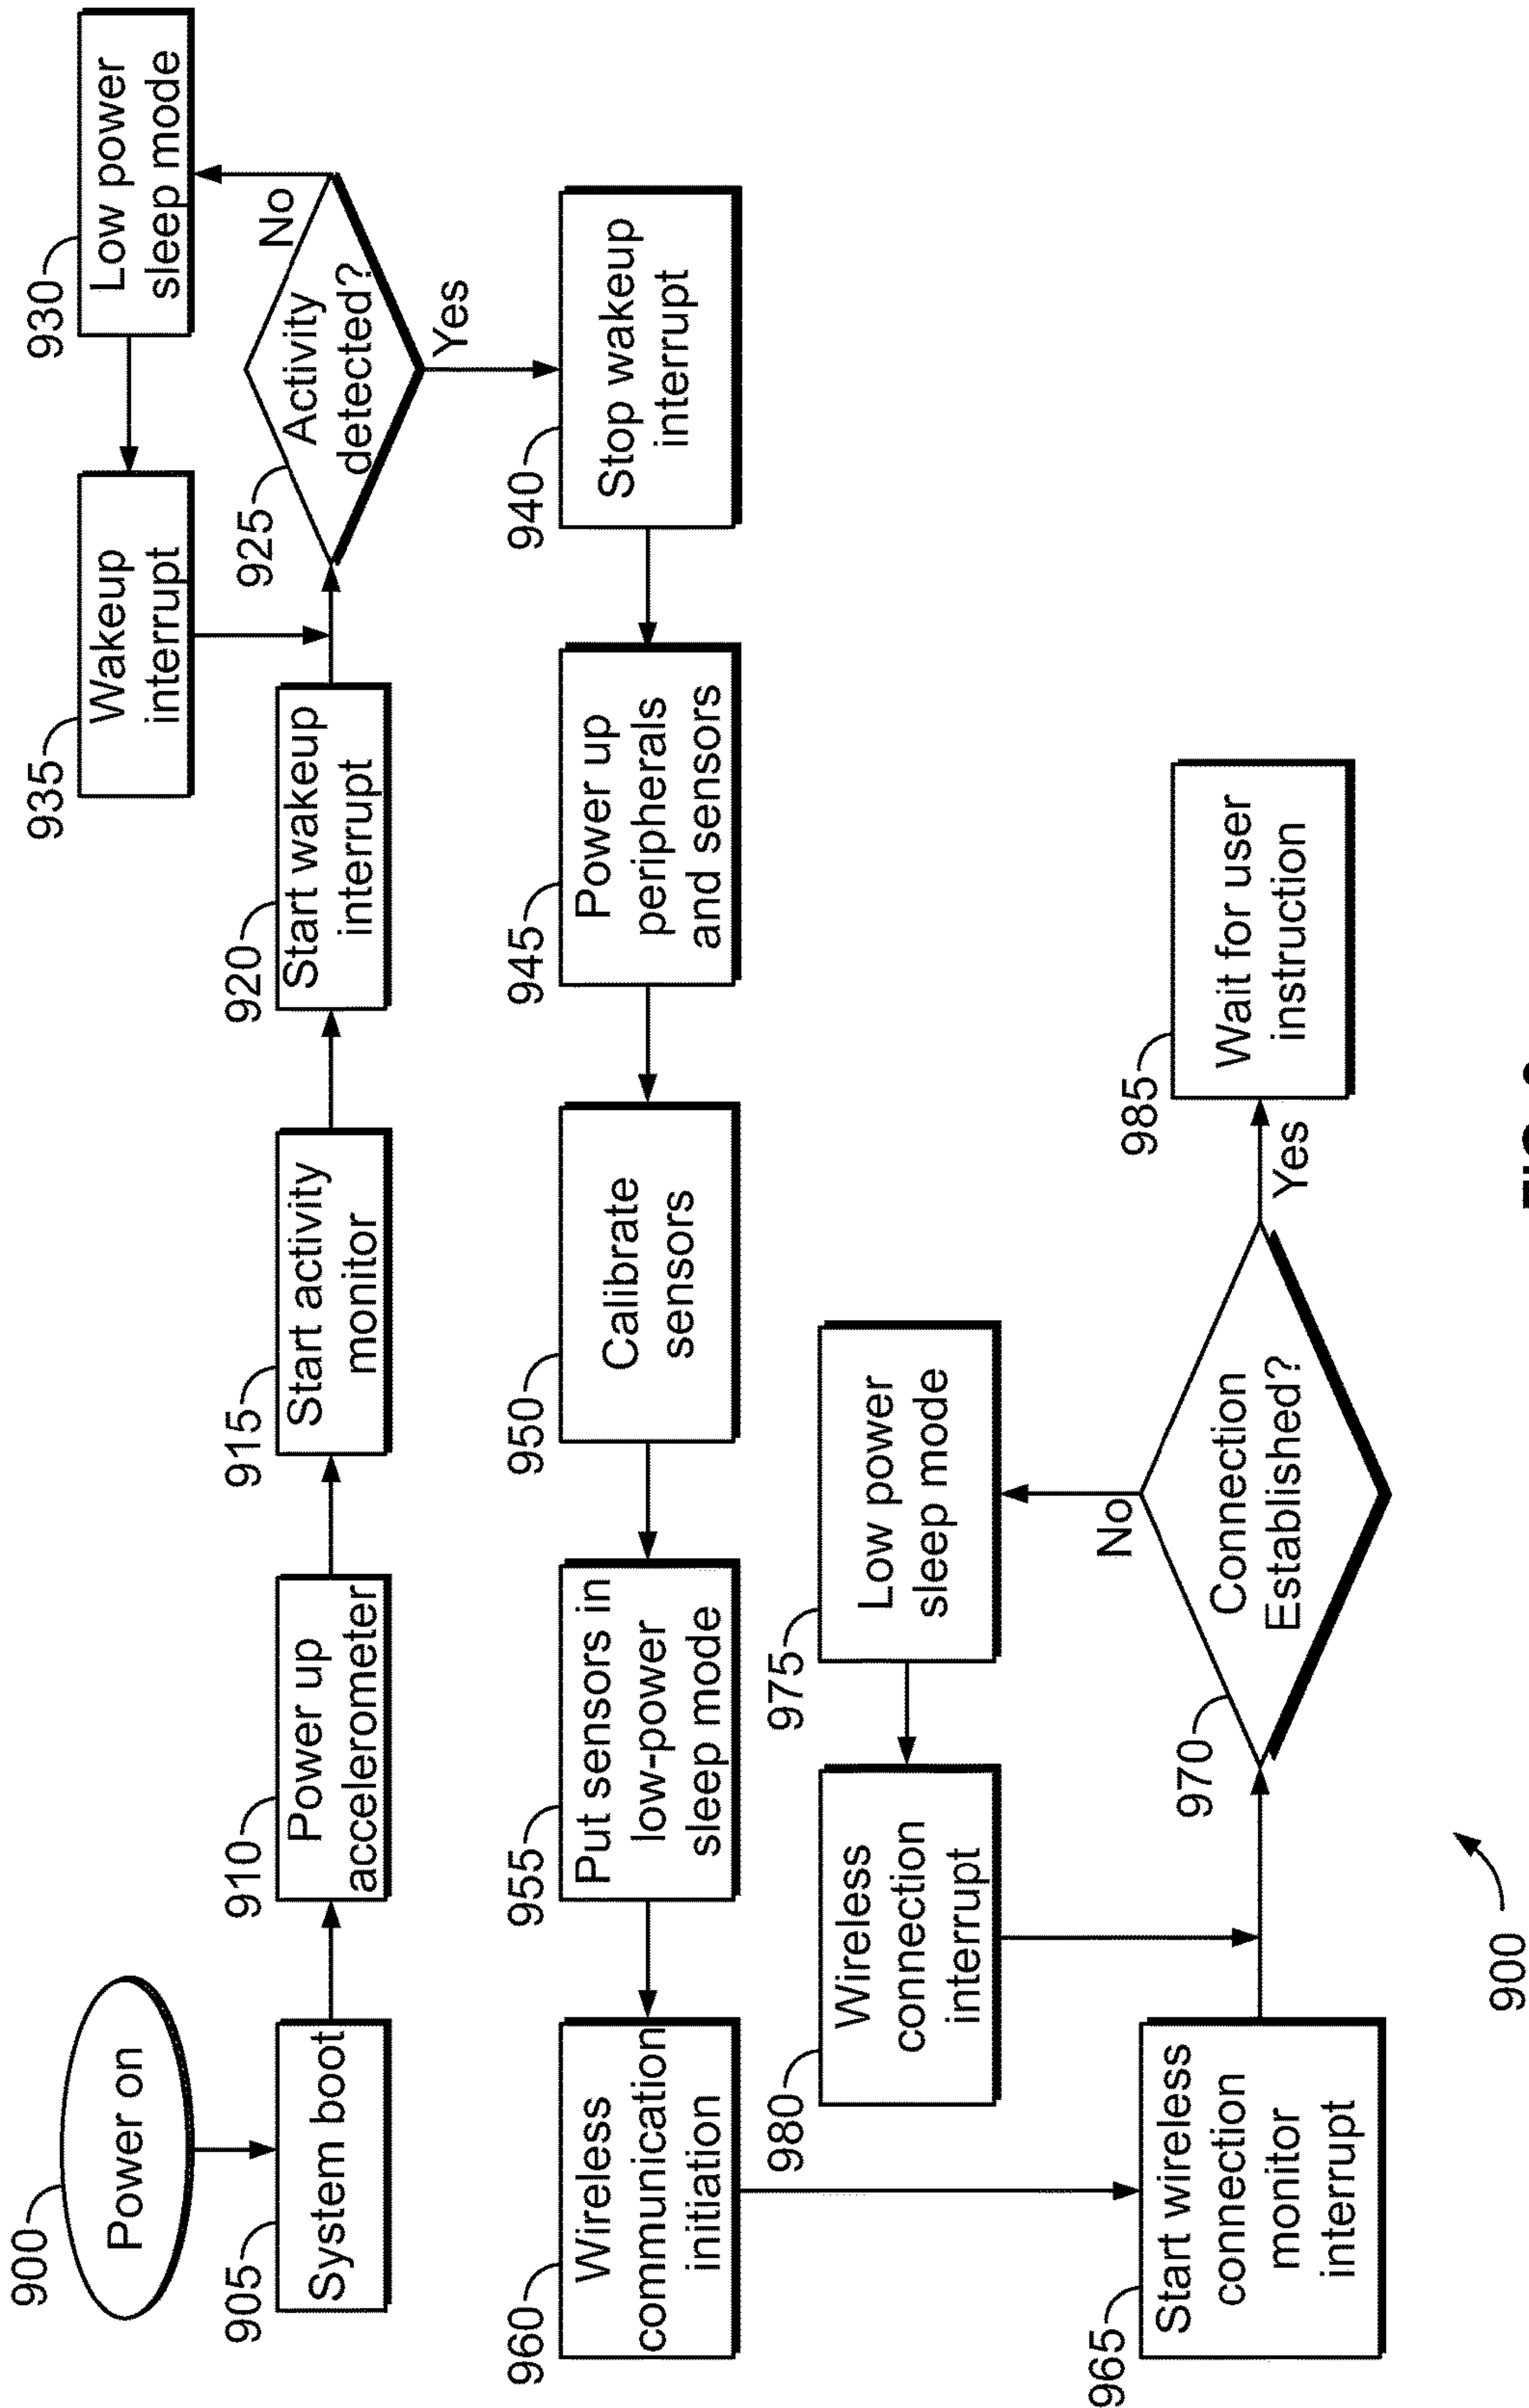 900
Power on
905
System boot
910
Power up
accelerometer
915
Start activity
monitor
920
Start wakeup
interrupt
925
Activity
detected?
No
930
Low power
sleep mode
935
Wakeup
interrupt
Yes
940
Stop wakeup
interrupt
945
Power up
peripherals
and sensors
950
Calibrate
sensors
955
Put sensors in
low-power
sleep mode
960
Wireless
communication
initiation
965
Start wireless
connection
monitor
interrupt
970
Connection
Established?
No
975
Low power
sleep mode
980
Wireless
connection
interrupt
Yes
985
Wait for user
instruction
900